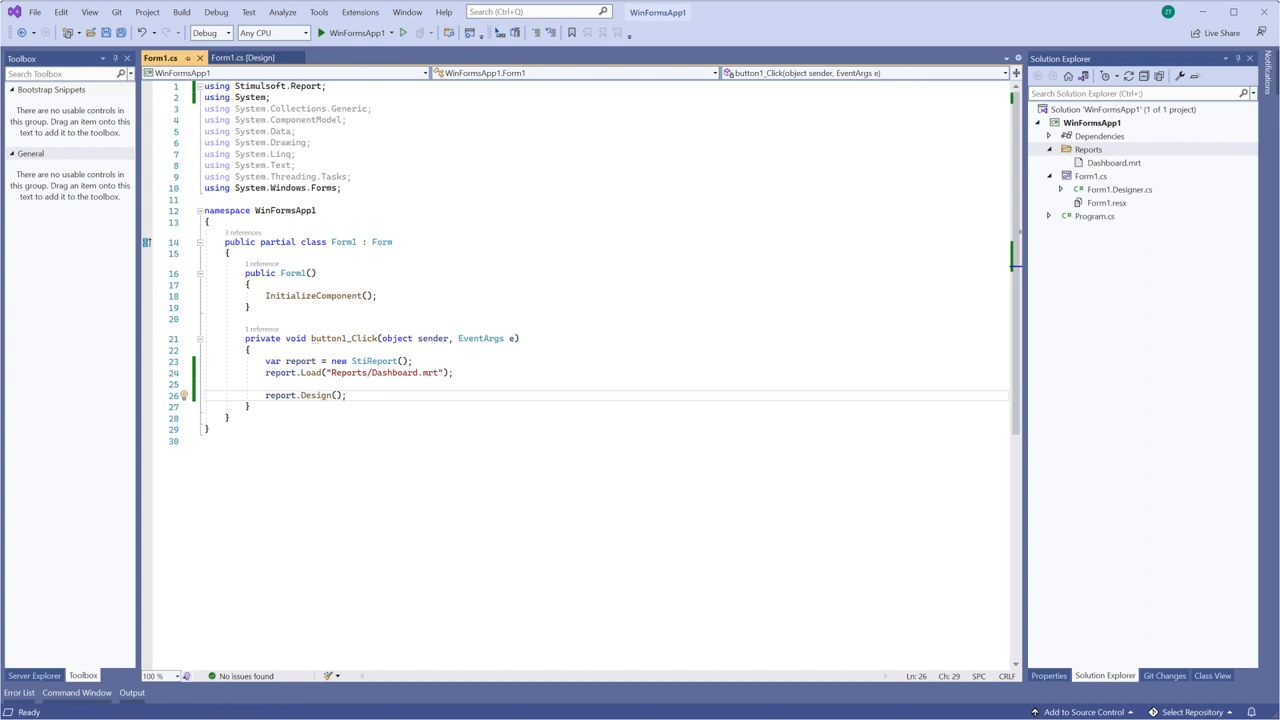 File Edit View Git Project Build Debug Test Analyze Tools Extensions Window Help Search (Ctrl+Q) WinFormsApp1 ZT
Debug Any CPU WinFormsApp1 Live Share
Toolbox
Search Toolbox
Bootstrap Snippets
There are no usable controls in
this group. Drag an item onto this
text to add it to the toolbox.
General
There are no usable controls in
this group. Drag an item onto this
text to add it to the toolbox.
Server Explorer Toolbox
Form1.cs Form1.cs [Design]
WinFormsApp1 WinFormsApp1.Form1 button1_Click(object sender, EventArgs e)
1 using Stimulsoft.Report;
2 using System;
3 using System.Collections.Generic;
4 using System.ComponentModel;
5 using System.Data;
6 using System.Drawing;
7 using System.Linq;
8 using System.Text;
9 using System.Threading.Tasks;
10 using System.Windows.Forms;
11
12 namespace WinFormsApp1
13 {
3 references
14 public partial class Form1 : Form
15 {
1 reference
16 public Form1()
17 {
18 InitializeComponent();
19 }
20
1 reference
21 private void button1_Click(object sender, EventArgs e)
22 {
23 var report = new StiReport();
24 report.Load("Reports/Dashboard.mrt");
25
26 report.Design();
27 }
28 }
29 }
30
100 % No issues found Ln: 26 Ch: 29 SPC CRLF
Solution Explorer
Search Solution Explorer (Ctrl+;)
Solution 'WinFormsApp1' (1 of 1 project)
WinFormsApp1
Dependencies
Reports
Dashboard.mrt
Form1.cs
Form1.Designer.cs
Form1.resx
Program.cs
Properties Solution Explorer Git Changes Class View
Notifications
Error List Command Window Output
Ready Add to Source Control Select Repository